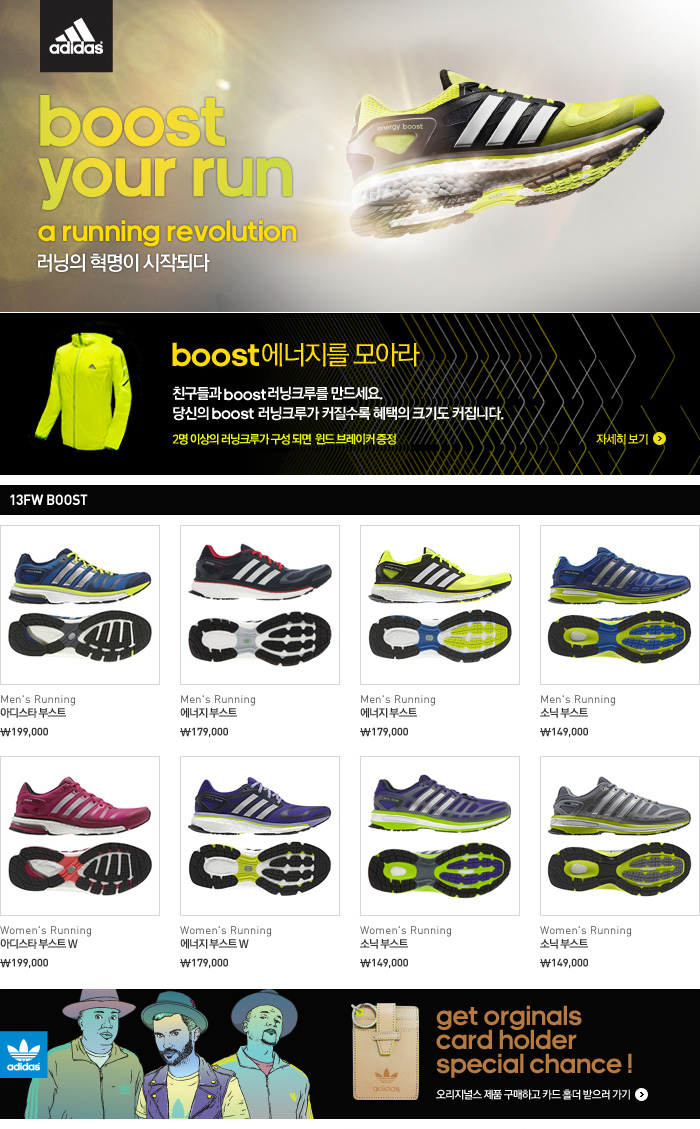 adidas
boost
your run
a running revolution
러닝의 혁명이 시작되다
energy boost
boost 에너지를 모아라
친구들과 boost 러닝크루를 만드세요.
당신의 boost 러닝크루가 커질수록 혜택의 크기도 커집니다.
2명 이상의 러닝크루가 구성 되면 윈드 브레이커 증정
자세히 보기
13FW BOOST
Men's Running
아디스타 부스트
₩199,000
Men's Running
에너지 부스트
₩179,000
Men's Running
에너지 부스트
₩179,000
Men's Running
소닉 부스트
₩149,000
Women's Running
아디스타 부스트 W
₩199,000
Women's Running
에너지 부스트 W
₩179,000
Women's Running
소닉 부스트
₩149,000
Women's Running
소닉 부스트
₩149,000
adidas
adidas
get orginals
card holder
special chance !
오리지널스 제품 구매하고 카드 홀더 받으러 가기